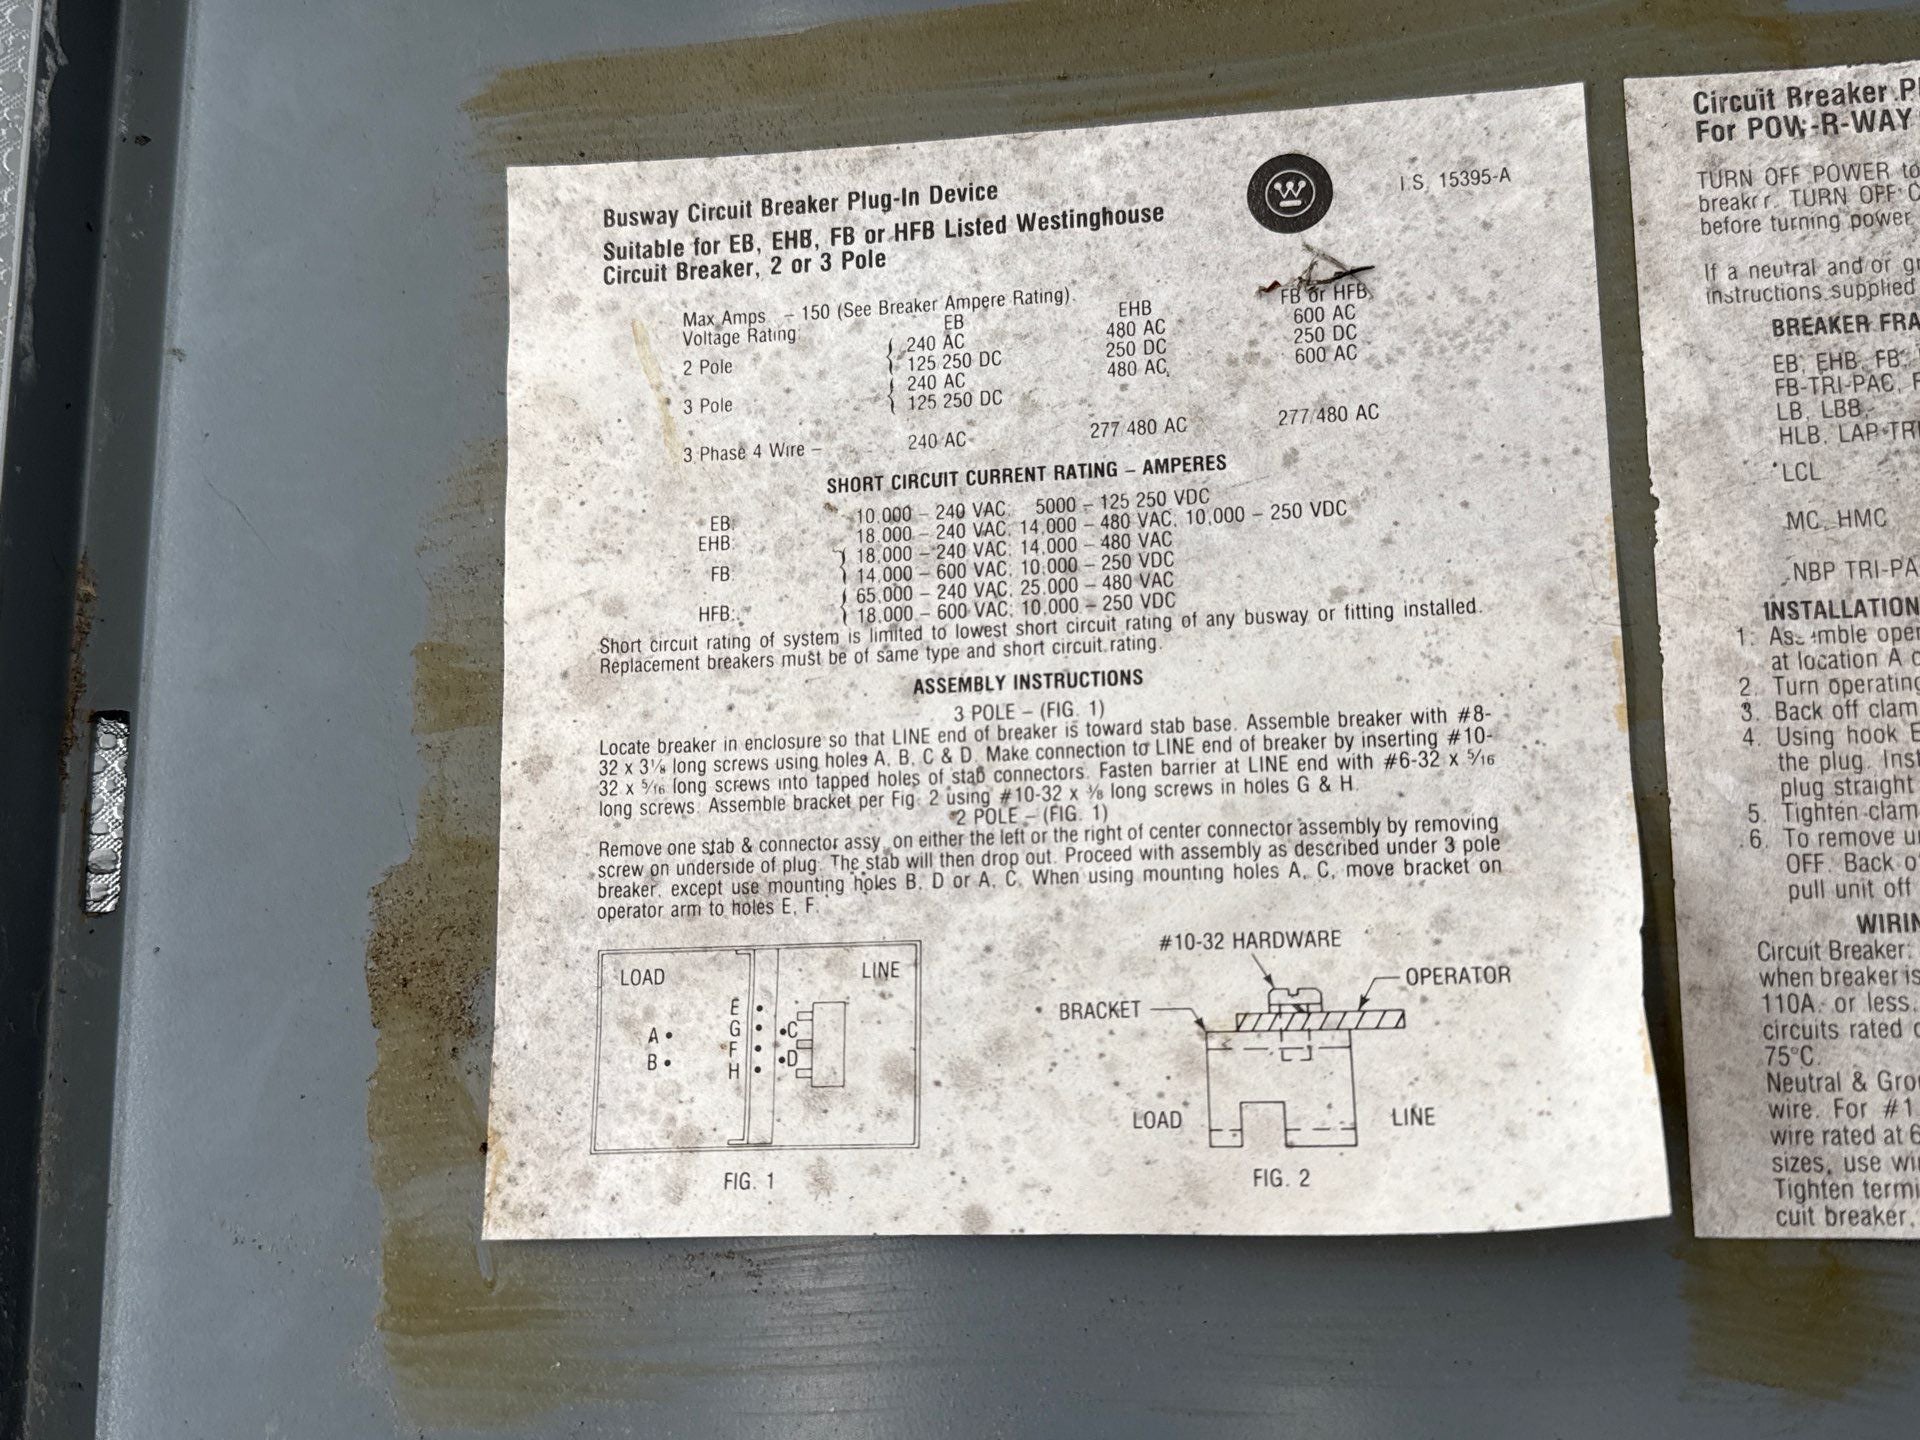 Busway Circuit Breaker Plug-In Device
Suitable for EB, EHB, FB or HFB Listed Westinghouse
Circuit Breaker, 2 or 3 Pole
W
I.S. 15395-A
Max Amps – 150 (See Breaker Ampere Rating).
Voltage Rating: EB EHB FB or HFB
2 Pole { 240 AC 480 AC 600 AC
125 250 DC 250 DC 250 DC
3 Pole { 240 AC 480 AC 600 AC
125 250 DC
3 Phase 4 Wire – 240 AC 277 480 AC 277/480 AC
SHORT CIRCUIT CURRENT RATING – AMPERES
EB: 10,000 – 240 VAC; 5000 – 125 250 VDC
EHB: 18,000 – 240 VAC; 14,000 – 480 VAC; 10,000 – 250 VDC
FB: } 18,000 – 240 VAC; 14,000 – 480 VAC
14,000 – 600 VAC; 10,000 – 250 VDC
HFB: { 65,000 – 240 VAC, 25,000 – 480 VAC
18,000 – 600 VAC; 10,000 – 250 VDC
Short circuit rating of system is limited to lowest short circuit rating of any busway or fitting installed.
Replacement breakers must be of same type and short circuit rating.
ASSEMBLY INSTRUCTIONS
3 POLE – (FIG. 1)
Locate breaker in enclosure so that LINE end of breaker is toward stab base. Assemble breaker with #8-
32 x 3⅛ long screws using holes A, B, C & D. Make connection to LINE end of breaker by inserting #10-
32 x 5/16 long screws into tapped holes of stab connectors. Fasten barrier at LINE end with #6-32 x 5/16
long screws. Assemble bracket per Fig. 2 using #10-32 x ⅜ long screws in holes G & H.
2 POLE – (FIG. 1)
Remove one stab & connector assy. on either the left or the right of center connector assembly by removing
screw on underside of plug. The stab will then drop out. Proceed with assembly as described under 3 pole
breaker, except use mounting holes B, D or A, C. When using mounting holes A, C, move bracket on
operator arm to holes E, F.
LOAD LINE
A B
E G F H
C D
FIG. 1
#10-32 HARDWARE
OPERATOR
BRACKET
LOAD LINE
FIG. 2
Circuit Breaker
For POW-R-WAY
TURN OFF POWER to
breaker. TURN OFF
before turning power
If a neutral and/or
instructions supplied
BREAKER
EB, EHB, FB,
FB-TRI-PAC,
LB, LBB,
HLB,
*LCL
MC, HMC
NBP
INSTALLATION
1. Assemble
at location A
2. Turn operating
3. Back off clam
4. Using hook
the plug.
plug straight
5. Tighten clam
6. To remove
OFF. Back
pull unit off
Circuit Breaker:
when breaker is
110A. or less.
circuits rated
75°C.
Neutral &
wire. For #1
wire rated at
sizes, use
Tighten
cuit breaker,